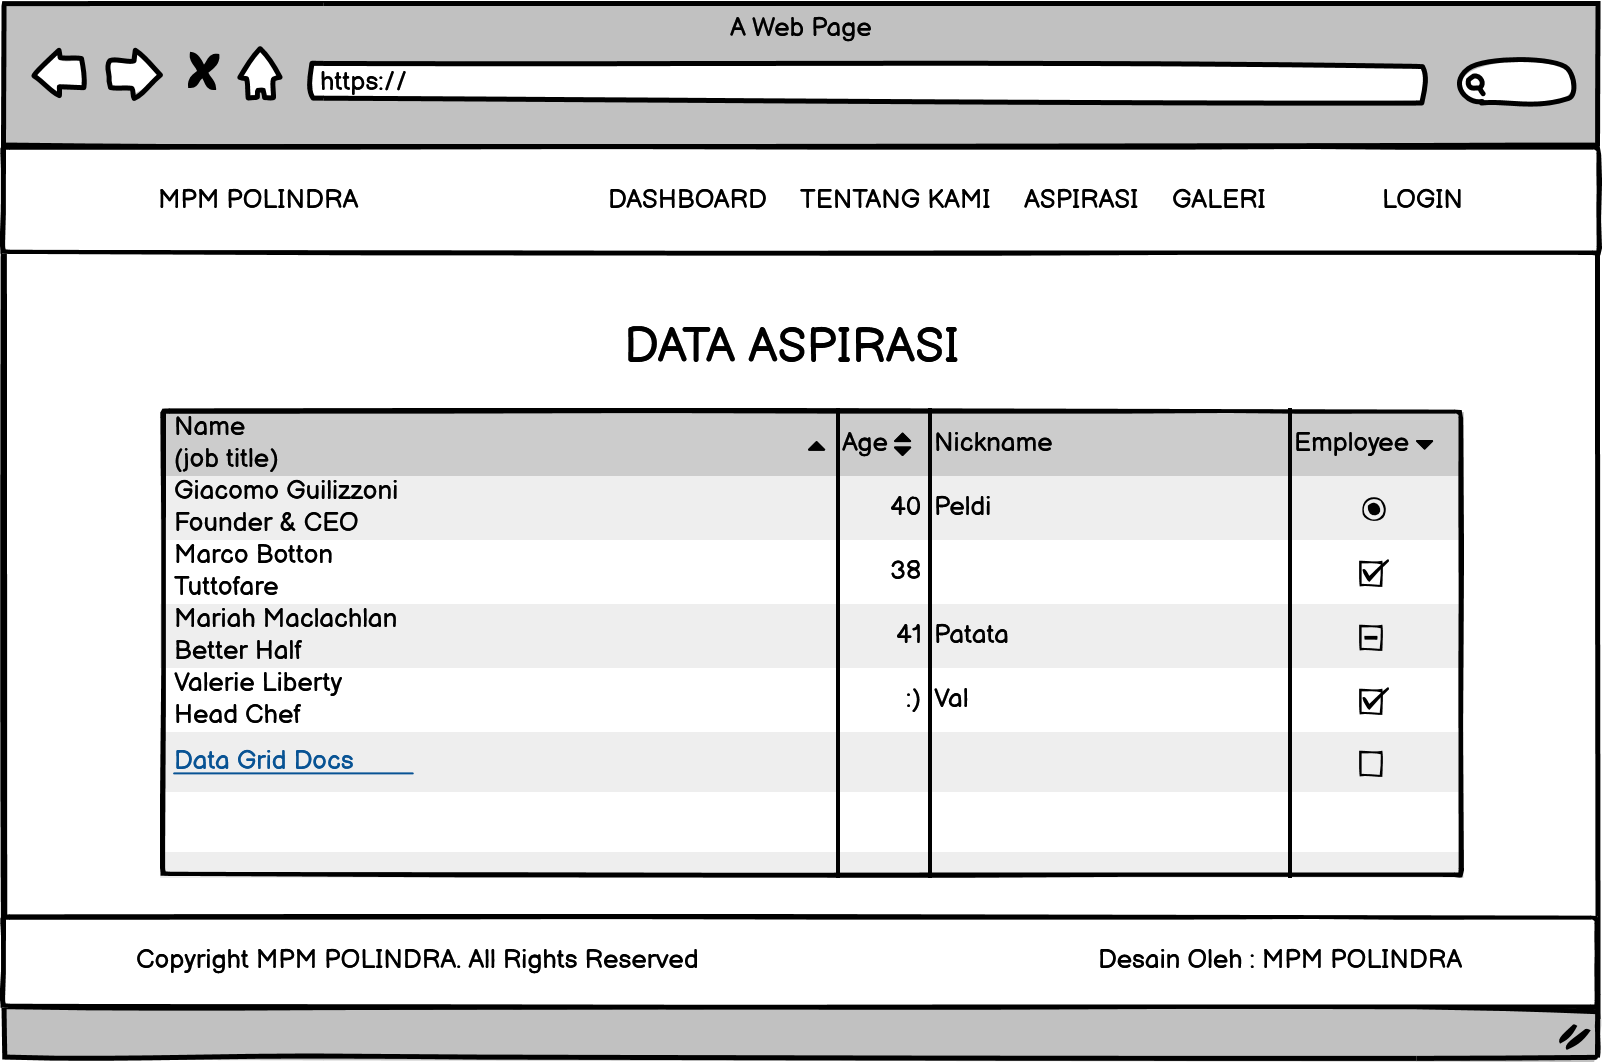 A Web Page
https://
MPM POLINDRA DASHBOARD TENTANG KAMI ASPIRASI GALERI LOGIN
DATA ASPIRASI
Name
(job title)
Age Nickname Employee
Giacomo Guilizzoni
Founder & CEO
40 Peldi
Marco Botton
Tuttofare
38
Mariah Maclachlan
Better Half
41 Patata
Valerie Liberty
Head Chef
:) Val
Data Grid Docs
Copyright MPM POLINDRA. All Rights Reserved Desain Oleh : MPM POLINDRA